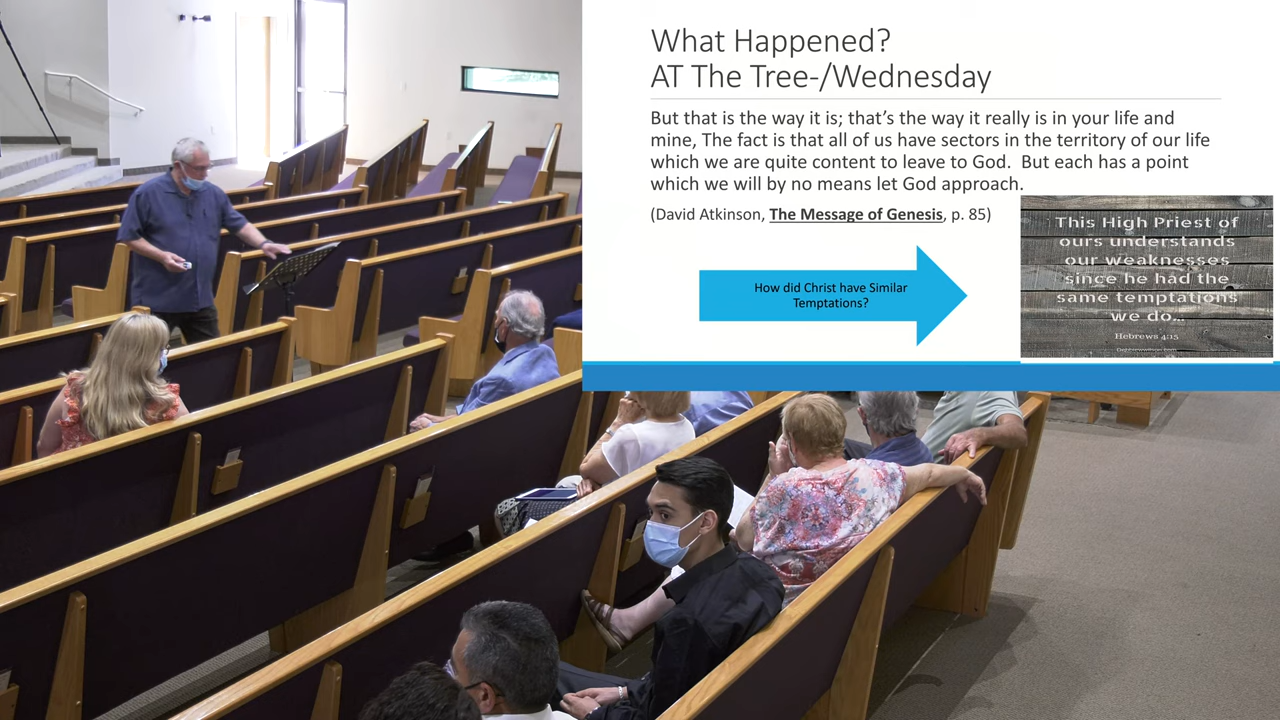 What Happened?
AT The Tree-/Wednesday
But that is the way it is; that's the way it really is in your life and
mine, The fact is that all of us have sectors in the territory of our life
which we are quite content to leave to God.  But each has a point
which we will by no means let God approach.
(David Atkinson, The Message of Genesis, p. 85)
How did Christ have Similar
Temptations?
This High Priest of
ours understands
our weaknesses
since he had the
same temptations
we do...
Hebrews 4:15